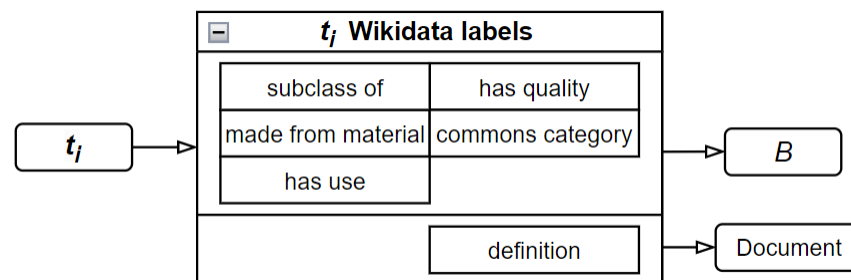 t_i Wikidata labels
subclass of has quality
made from material commons category
has use
t_i
B
definition
Document